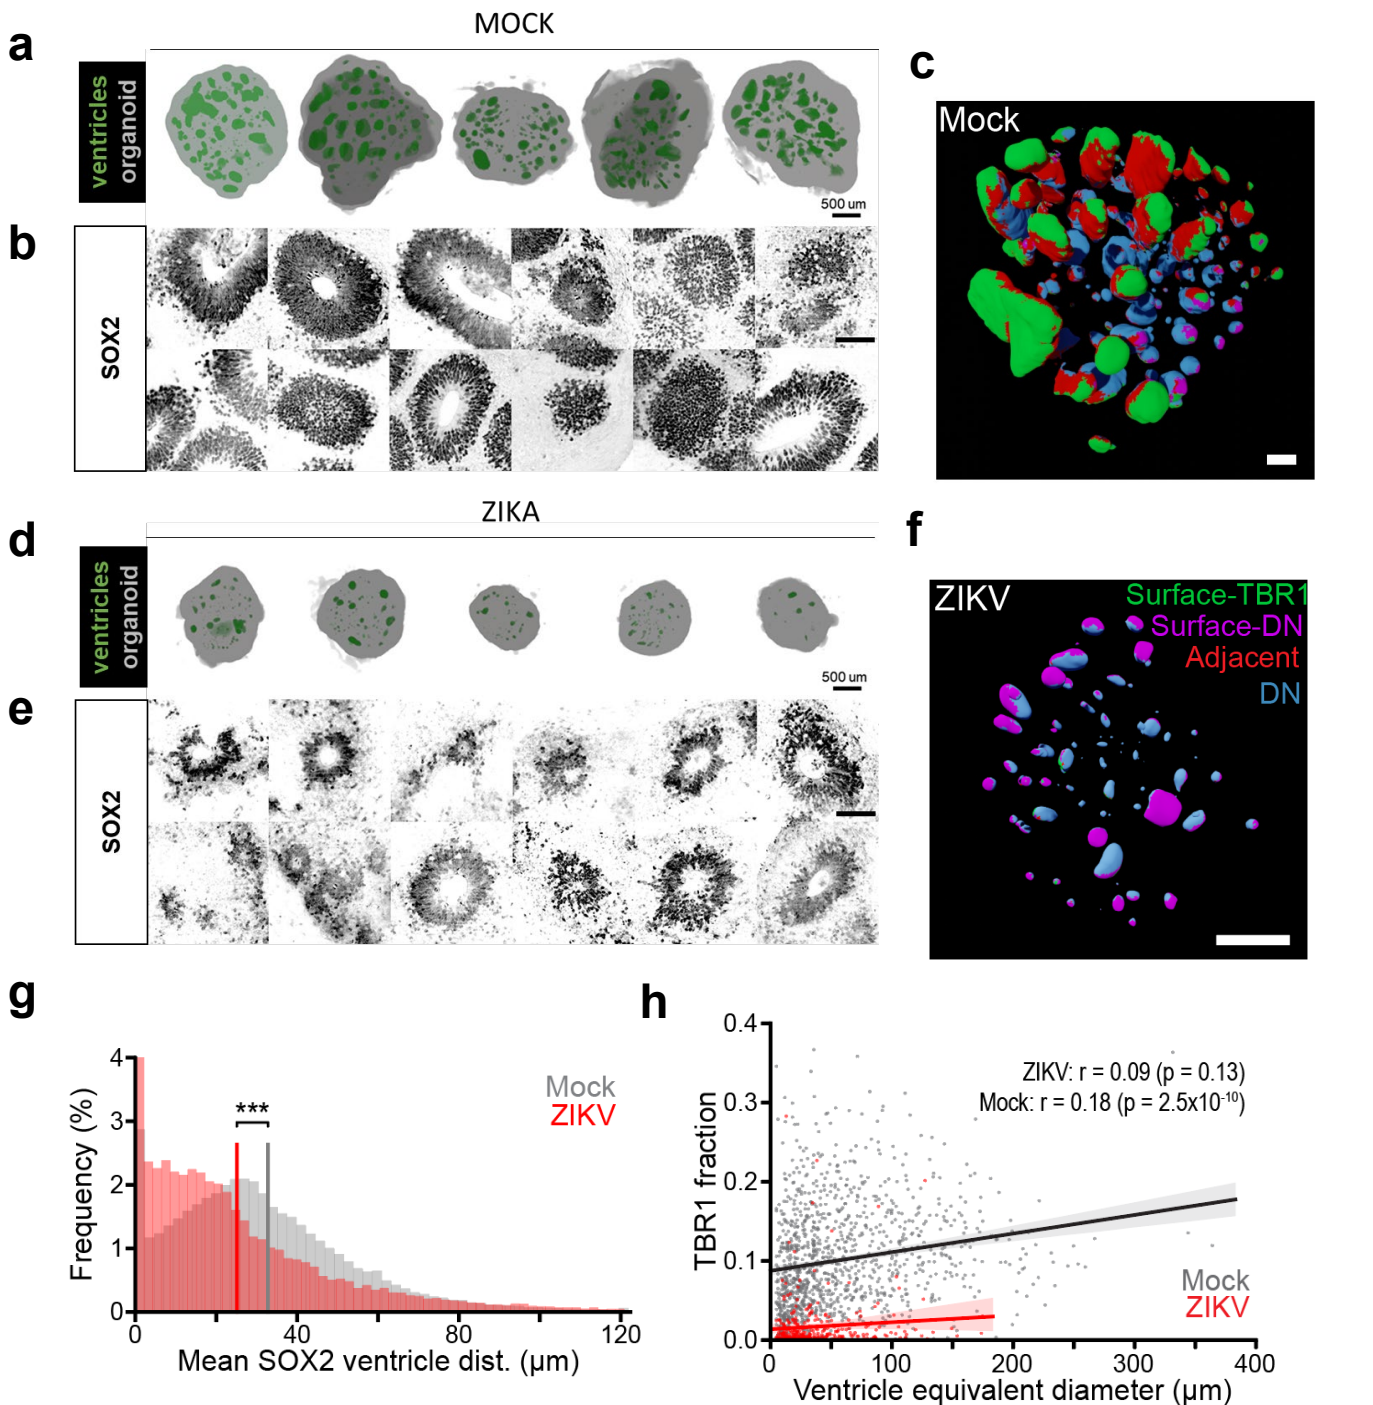 a
MOCK
ventricles
organoid
500 um
b
SOX2
c
Mock
d
ZIKA
ventricles
organoid
500 um
e
SOX2
f
ZIKV
Surface-TBR1
Surface-DN
Adjacent
DN
g
Frequency (%)
4
3
2
1
0
***
Mock
ZIKV
0 40 80 120
Mean SOX2 ventricle dist. (μm)
h
TBR1 fraction
0.4
0.3
0.2
0.1
0.0
ZIKV: r = 0.09 (p = 0.13)
Mock: r = 0.18 (p = 2.5x10⁻¹⁰)
Mock
ZIKV
0 100 200 300 400
Ventricle equivalent diameter (μm)